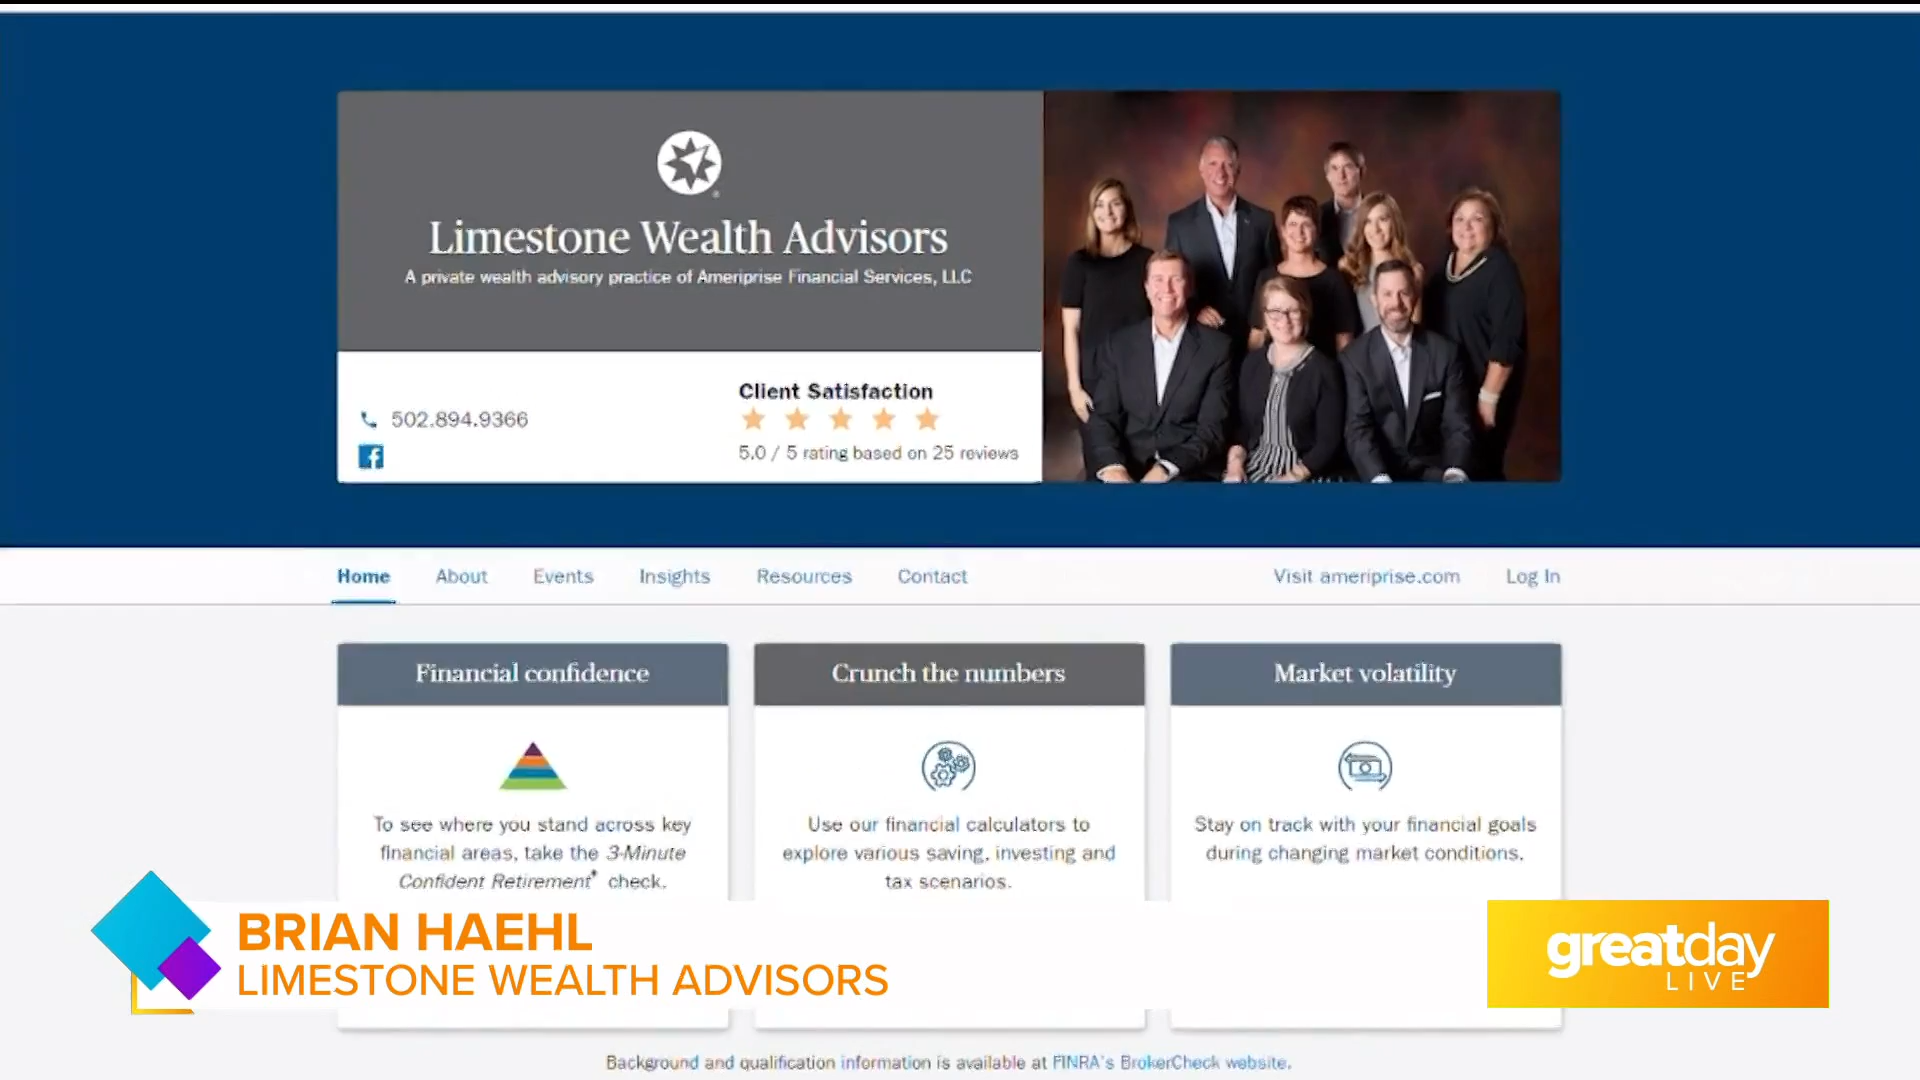 Limestone Wealth Advisors
A private wealth advisory practice of Ameriprise Financial Services, LLC
502.894.9366
Client Satisfaction
5.0 / 5 rating based on 25 reviews
Home About Events Insights Resources Contact Visit ameriprise.com Log In
Financial confidence
To see where you stand across key
financial areas, take the 3-Minute
Confident Retirement® check.
Crunch the numbers
Use our financial calculators to
explore various saving, investing and
tax scenarios.
Market volatility
Stay on track with your financial goals
during changing market conditions.
BRIAN HAEHL
LIMESTONE WEALTH ADVISORS
greatday
LIVE
Background and qualification information is available at FINRA's BrokerCheck website.